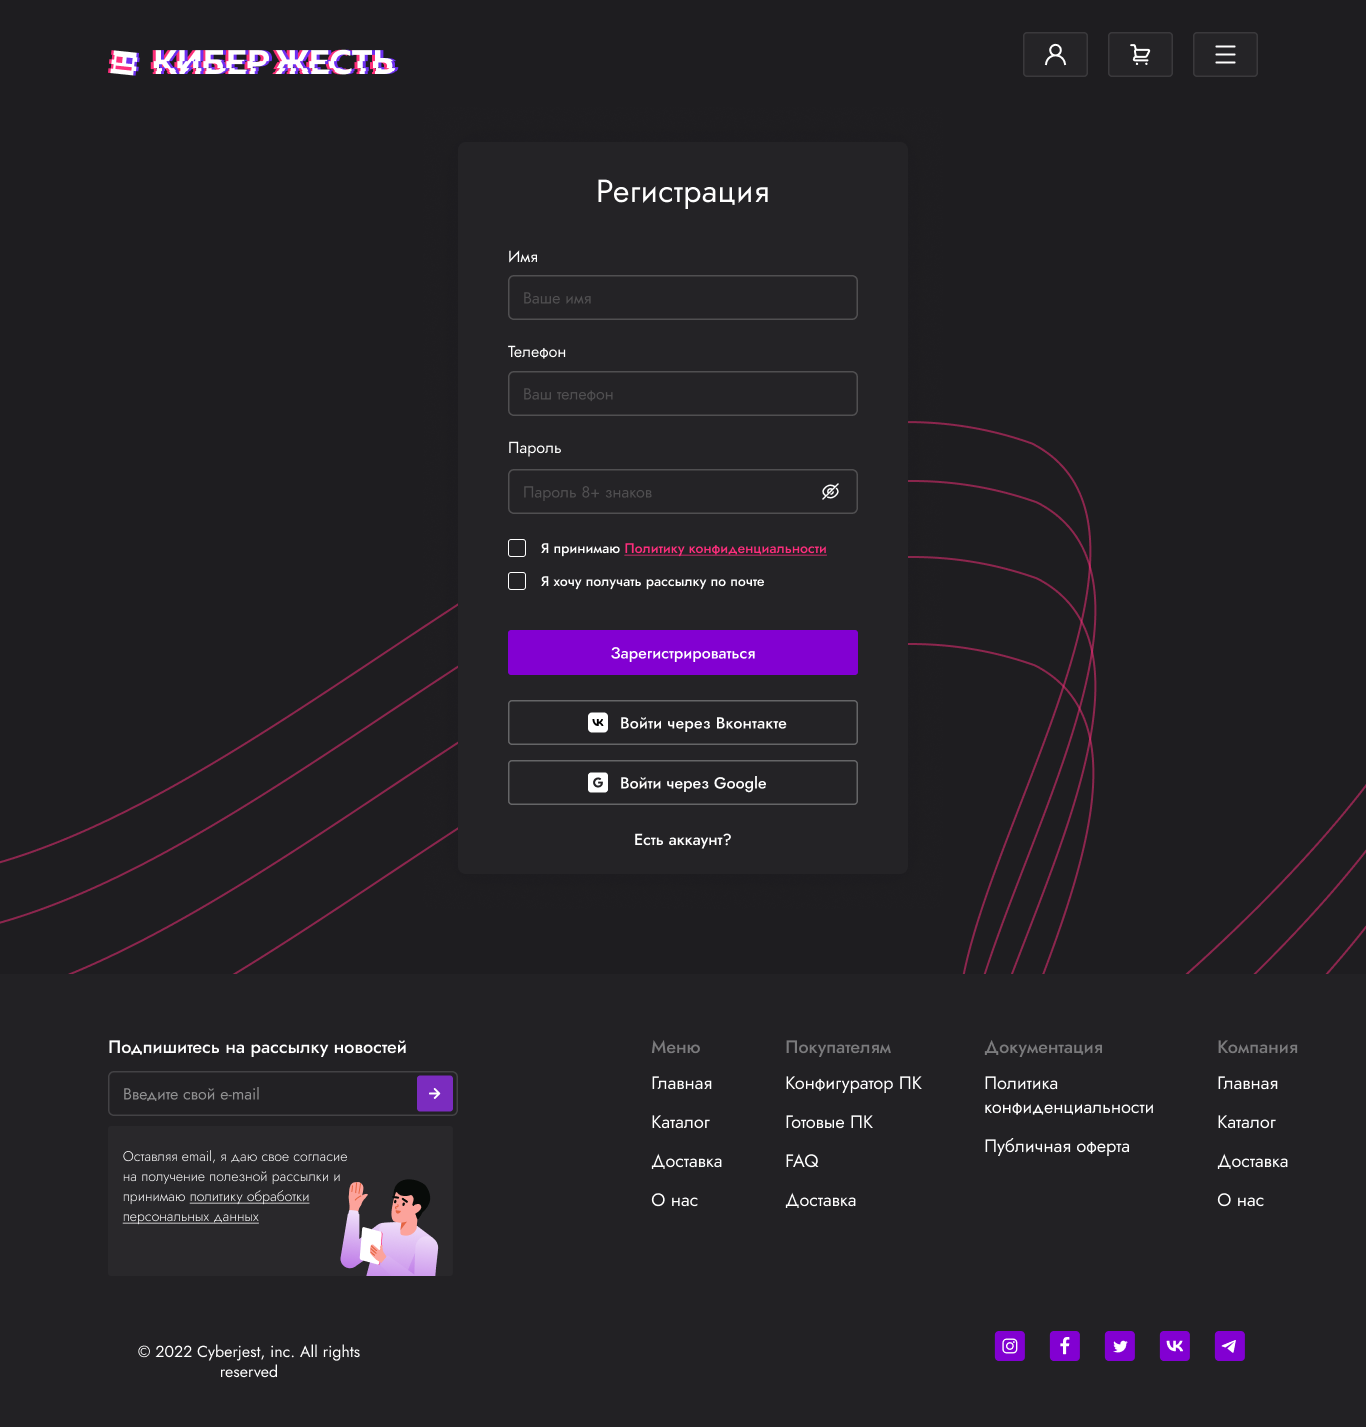 КИБЕРЖЕСТЬ
Регистрация
Имя
Ваше имя
Телефон
Ваш телефон
Пароль
Пароль 8+ знаков
Я принимаю Политику конфиденциальности
Я хочу получать рассылку по почте
Зарегистрироваться
Войти через Вконтакте
G Войти через Google
Есть аккаунт?
Подпишитесь на рассылку новостей
Введите свой e-mail
Оставляя email, я даю свое согласие
на получение полезной рассылки и
принимаю политику обработки
персональных данных
Меню
Главная
Каталог
Доставка
О нас
Покупателям
Конфигуратор ПК
Готовые ПК
FAQ
Доставка
Документация
Политика
конфиденциальности
Публичная оферта
Компания
Главная
Каталог
Доставка
О нас
© 2022 Cyberjest, inc. All rights
reserved